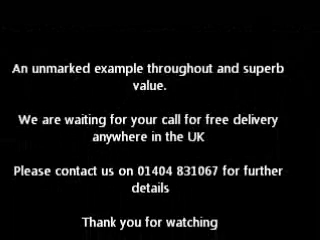 An unmarked example throughout and superb
value.
We are waiting for your call for free delivery
anywhere in the UK
Please contact us on 01404 831067 for further
details
Thank you for watching